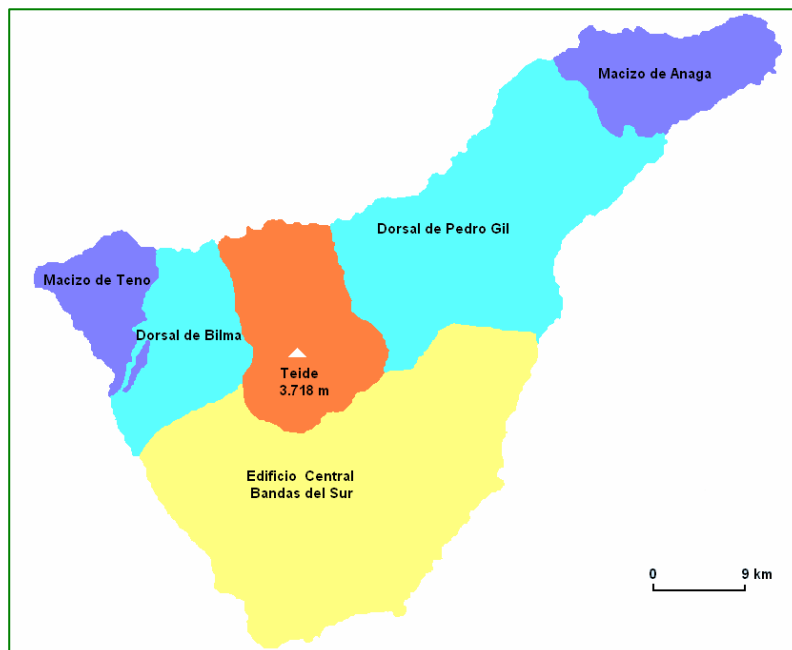 Macizo de Anaga
Dorsal de Pedro Gil
Macizo de Teno
Dorsal de Bilma
Teide
3.718 m
Edificio Central
Bandas del Sur
0 9 km